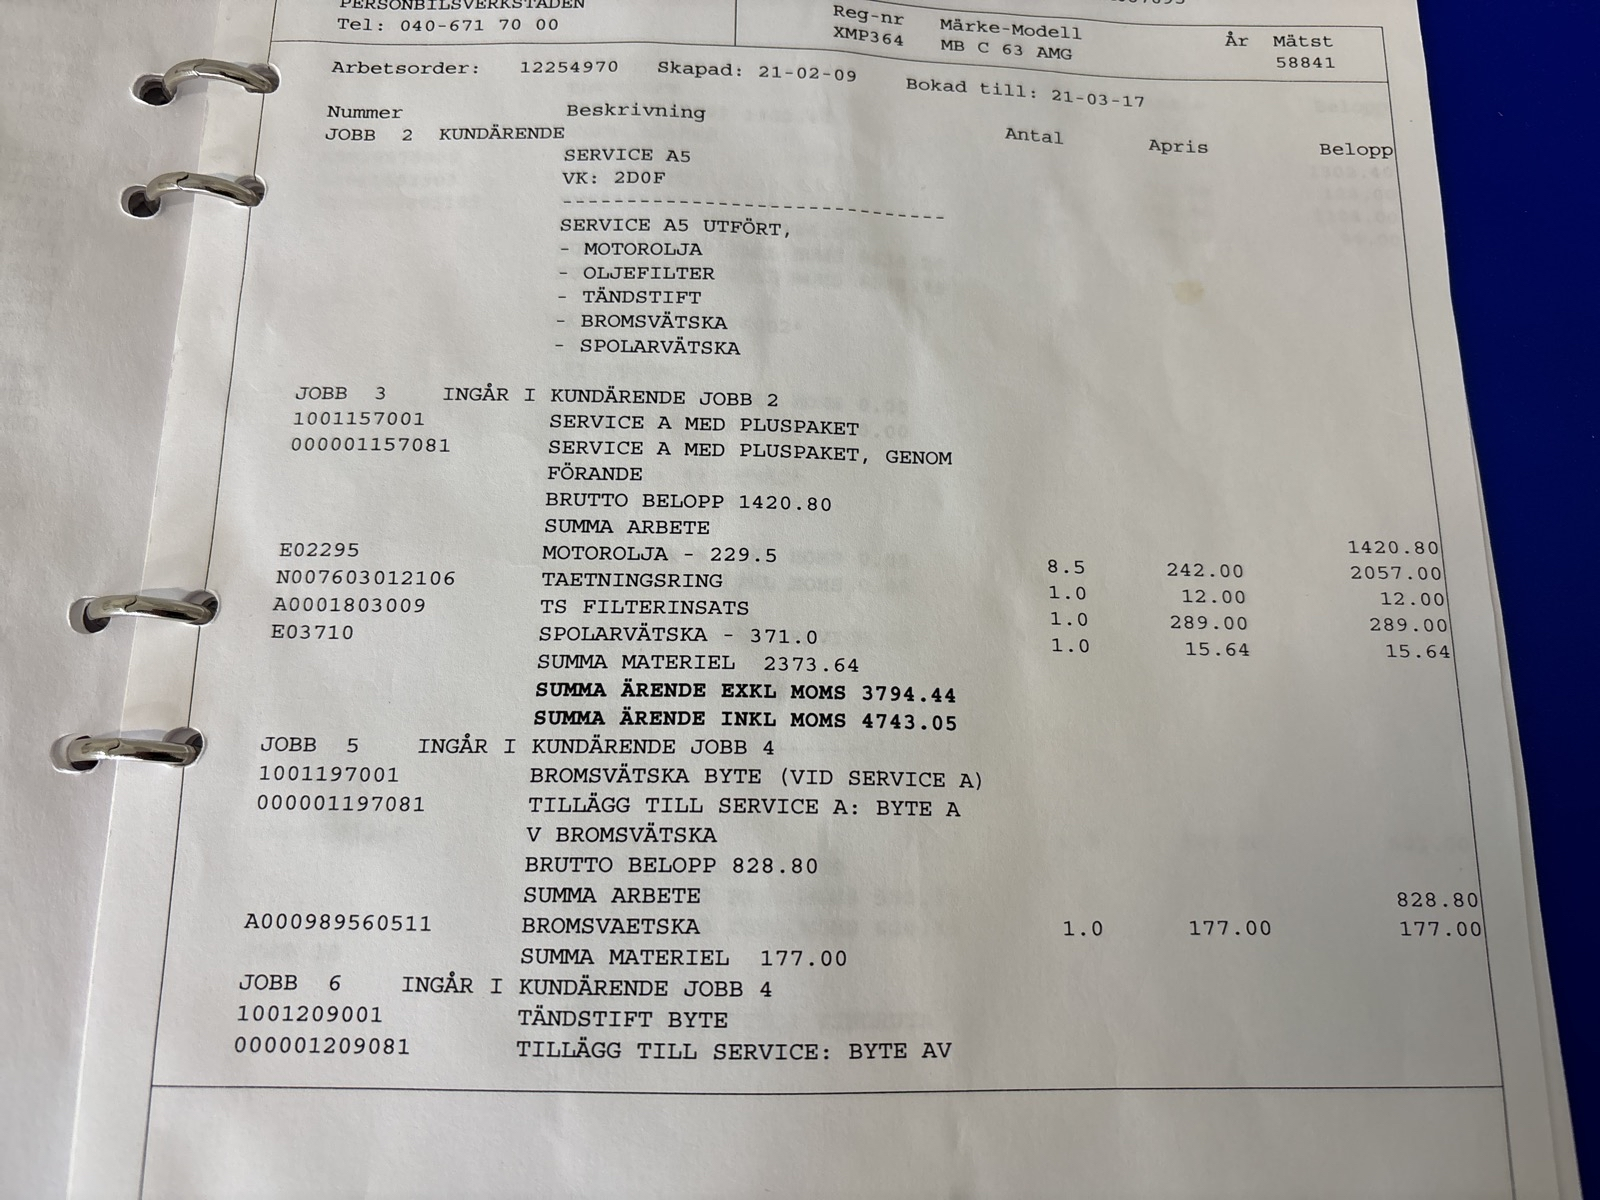 PERSONBILSVERKSTADEN
Tel: 040-671 70 00
Reg-nr Märke-Modell År Mätst
XMP364 MB C 63 AMG 58841
Arbetsorder: 12254970 Skapad: 21-02-09 Bokad till: 21-03-17
Nummer Beskrivning Antal Apris Belopp
JOBB 2 KUNDÄRENDE
SERVICE A5
VK: 2D0F
------------------------------
SERVICE A5 UTFÖRT,
- MOTOROLJA
- OLJEFILTER
- TÄNDSTIFT
- BROMSVÄTSKA
- SPOLARVÄTSKA
JOBB 3 INGÅR I KUNDÄRENDE JOBB 2
1001157001 SERVICE A MED PLUSPAKET
000001157081 SERVICE A MED PLUSPAKET, GENOM
FÖRANDE
BRUTTO BELOPP 1420.80
SUMMA ARBETE 1420.80
E02295 MOTOROLJA - 229.5 8.5 242.00 2057.00
N007603012106 TAETNINGSRING 1.0 12.00 12.00
A0001803009 TS FILTERINSATS 1.0 289.00 289.00
E03710 SPOLARVÄTSKA - 371.0 1.0 15.64 15.64
SUMMA MATERIEL 2373.64
SUMMA ÄRENDE EXKL MOMS 3794.44
SUMMA ÄRENDE INKL MOMS 4743.05
JOBB 5 INGÅR I KUNDÄRENDE JOBB 4
1001197001 BROMSVÄTSKA BYTE (VID SERVICE A)
000001197081 TILLÄGG TILL SERVICE A: BYTE A
V BROMSVÄTSKA
BRUTTO BELOPP 828.80
SUMMA ARBETE 828.80
A000989560511 BROMSVAETSKA 1.0 177.00 177.00
SUMMA MATERIEL 177.00
JOBB 6 INGÅR I KUNDÄRENDE JOBB 4
1001209001 TÄNDSTIFT BYTE
000001209081 TILLÄGG TILL SERVICE: BYTE AV